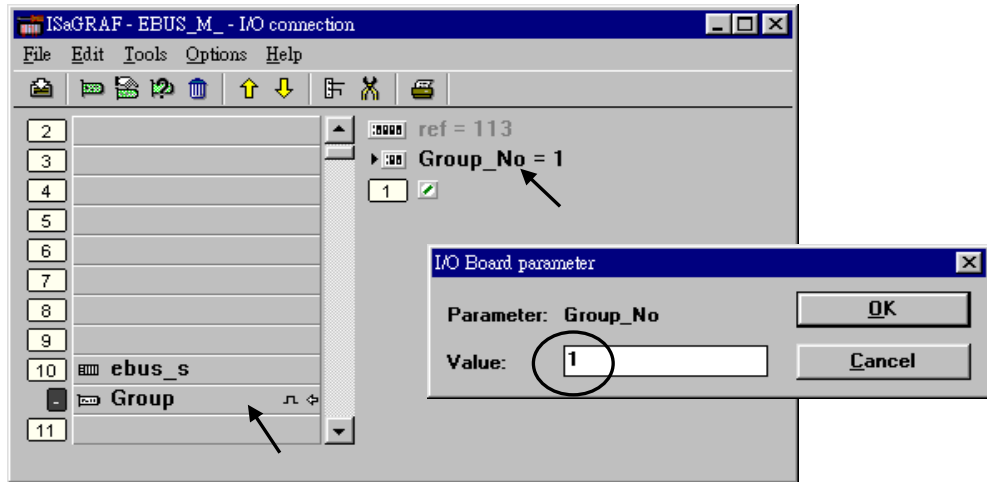 ISaGRAF - EBUS_M_ - I/O connection
File Edit Tools Options Help
2
3
4
5
6
7
8
9
10 ebus_s
- Group
11
ref = 113
Group_No = 1
1
I/O Board parameter
Parameter: Group_No
OK
Value: 1
Cancel